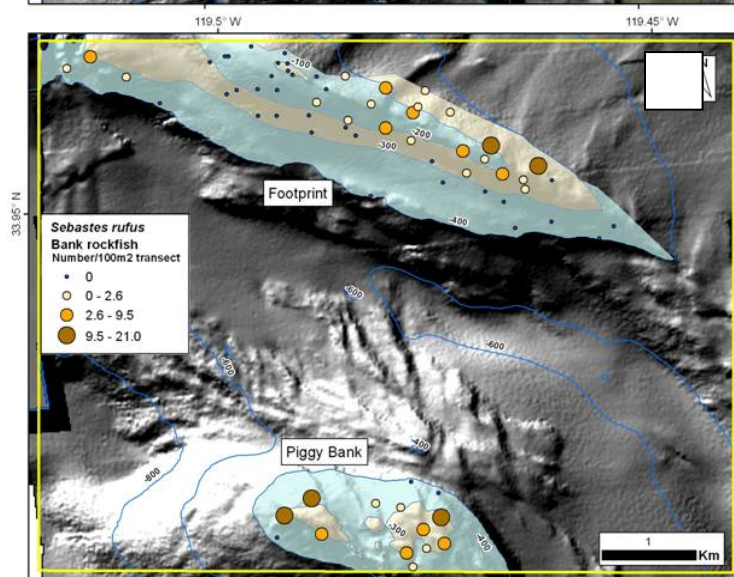 119.5° W
119.45° W
33.95° N
N
-100
-200
-300
Footprint
-400
Sebastes rufus
Bank rockfish
Number/100m2 transect
0
0 - 2.6
2.6 - 9.5
9.5 - 21.0
-600
-600
-600
-400
Piggy Bank
-800
-300
-400
1
Km